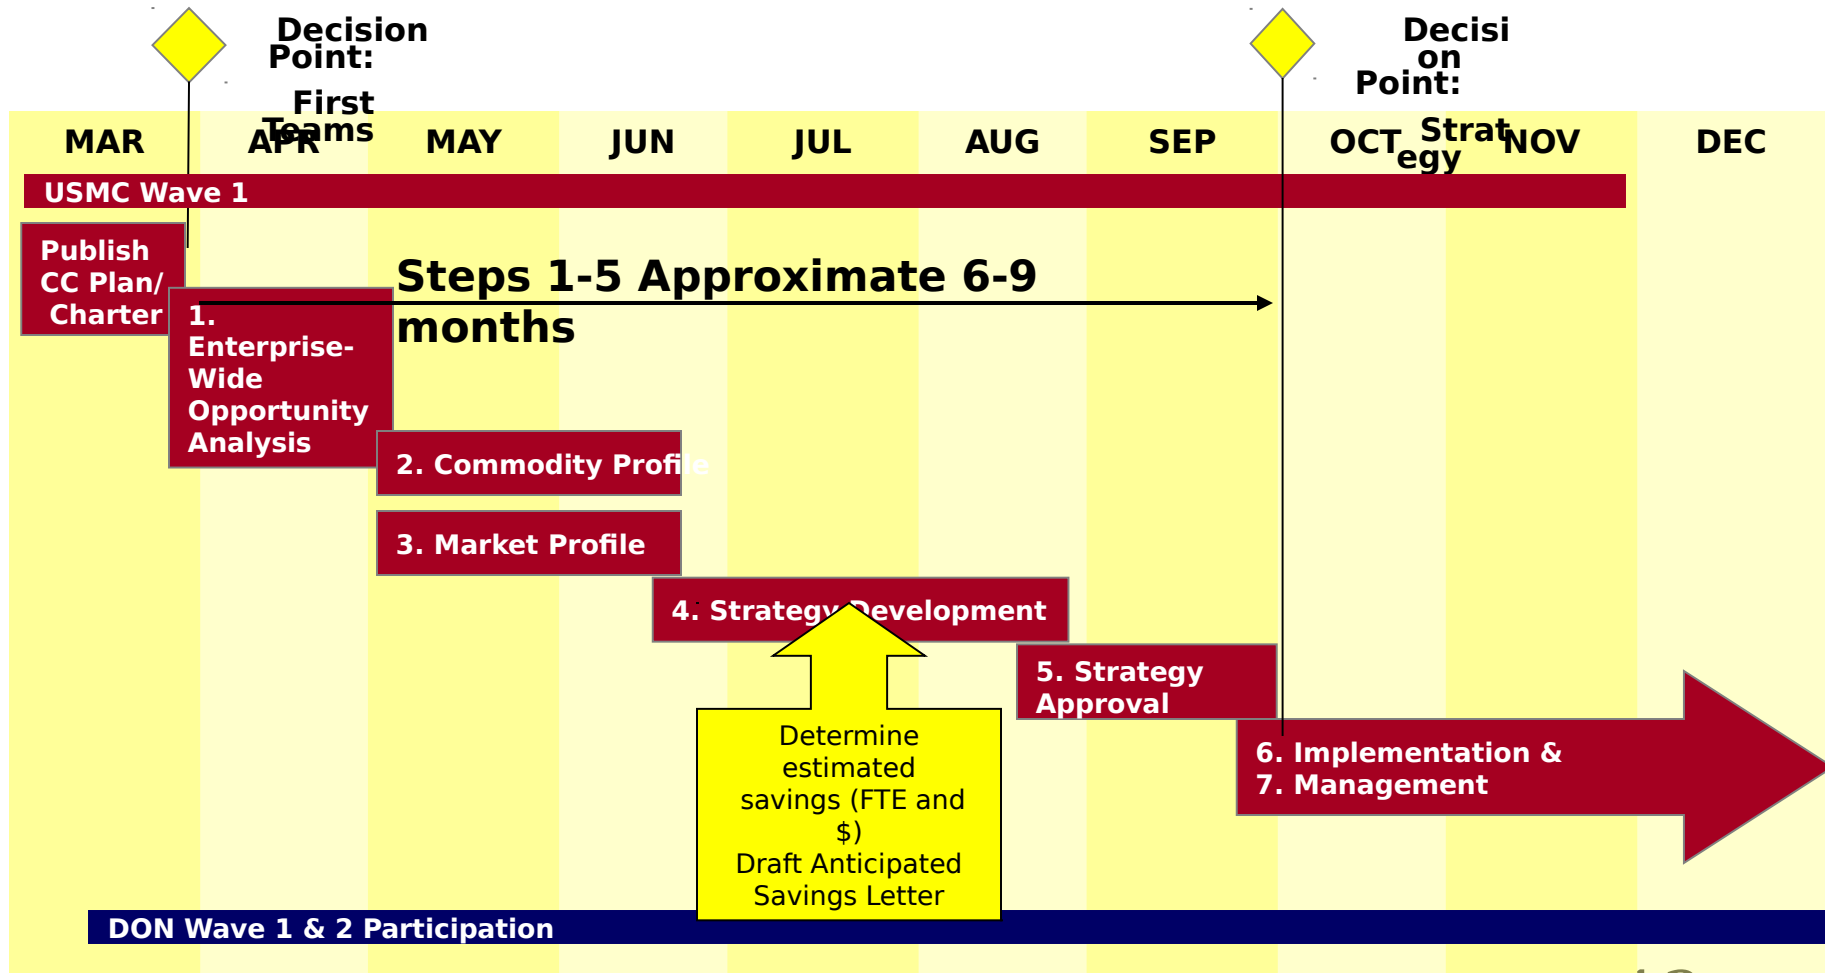 Decision
Point:
First
Teams
Decisi
on
Point:
Strat
egy
MAR APR MAY JUN JUL AUG SEP OCT NOV DEC
USMC Wave 1
Publish
CC Plan/
Charter
Steps 1-5 Approximate 6-9
months
1.
Enterprise-
Wide
Opportunity
Analysis
2. Commodity Profile
3. Market Profile
4. Strategy Development
5. Strategy
Approval
6. Implementation &
7. Management
Determine
estimated
savings (FTE and
$)
Draft Anticipated
Savings Letter
DON Wave 1 & 2 Participation